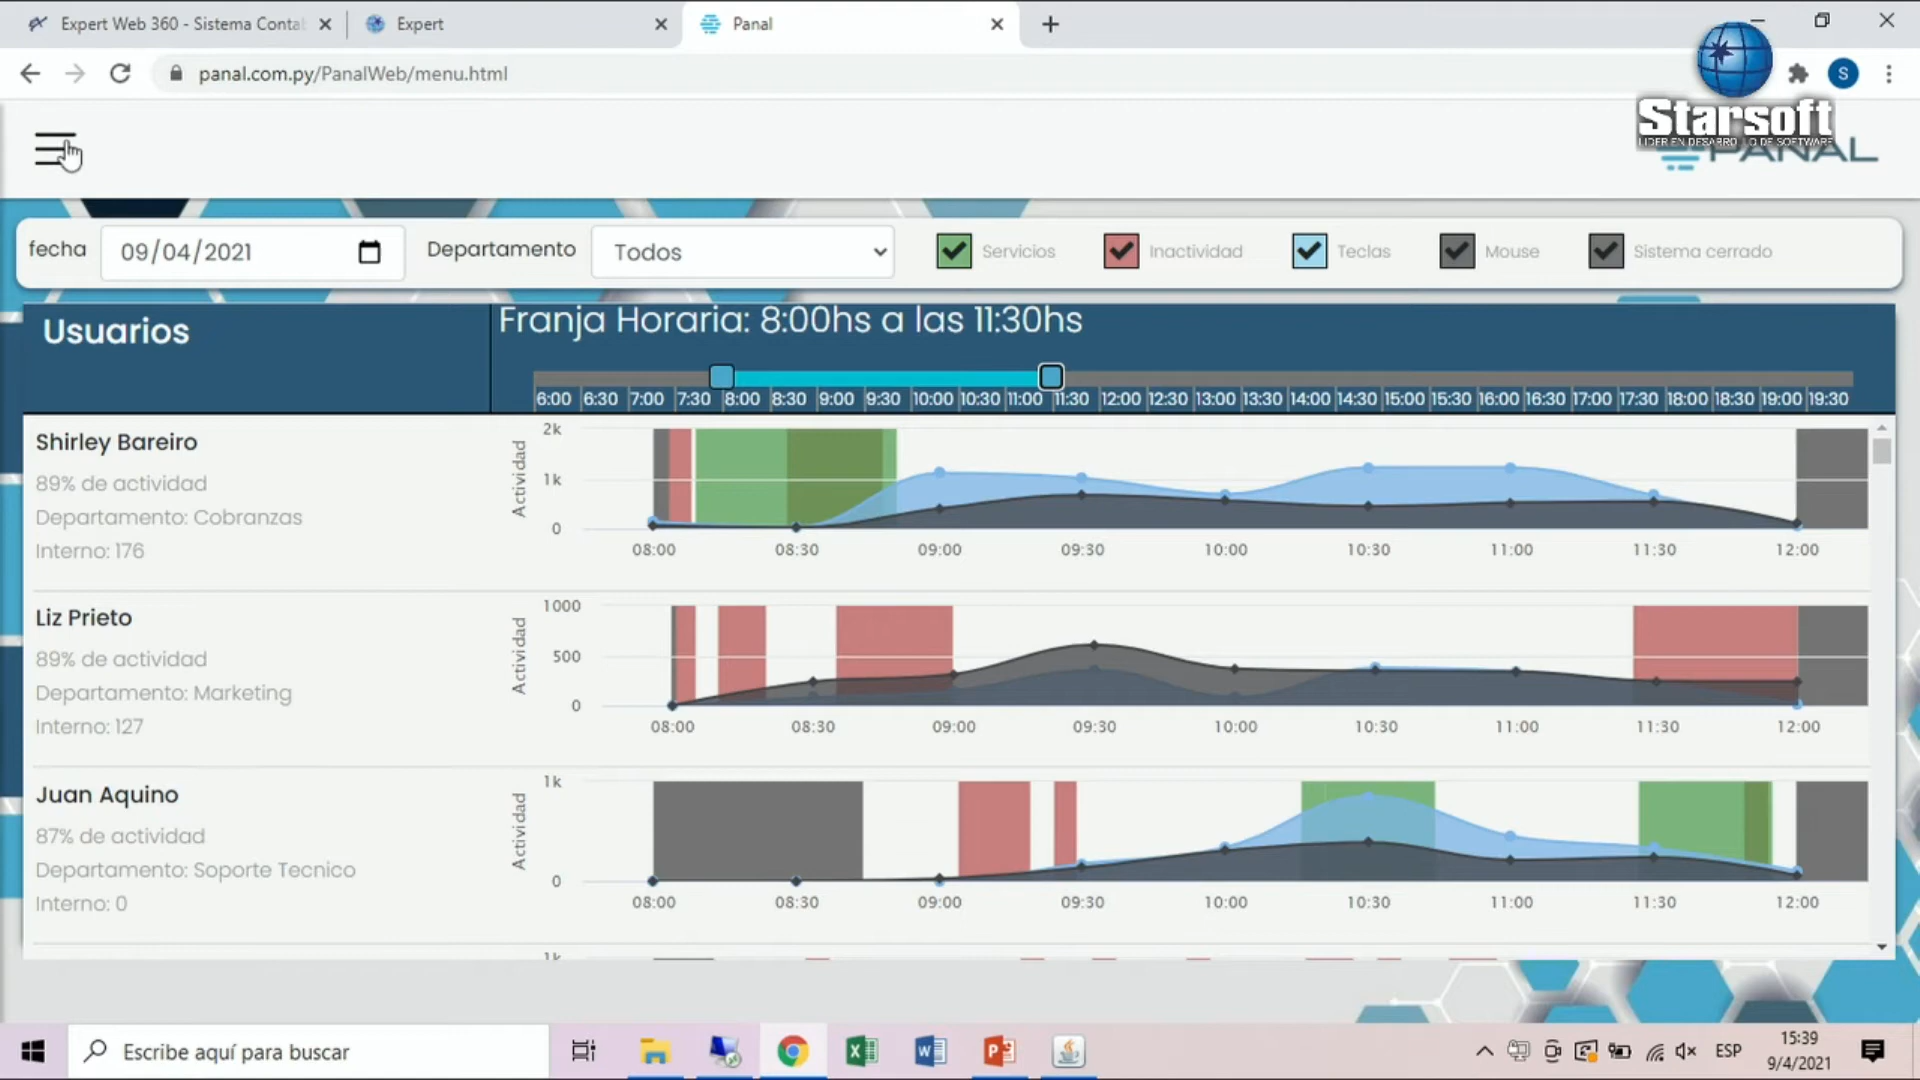 Expert Web 360 - Sistema Conta
Expert
Panal
panal.com.py/PanalWeb/menu.html
S
Starsoft
LIDER EN DESARROLLO DE SOFTWARE
PANAL
fecha
09/04/2021
Departamento
Todos
Servicios
Inactividad
Teclas
Mouse
Sistema cerrado
Usuarios
Franja Horaria: 8:00hs a las 11:30hs
6:00 6:30 7:00 7:30 8:00 8:30 9:00 9:30 10:00 10:30 11:00 11:30 12:00 12:30 13:00 13:30 14:00 14:30 15:00 15:30 16:00 16:30 17:00 17:30 18:00 18:30 19:00 19:30
Shirley Bareiro
89% de actividad
Departamento: Cobranzas
Interno: 176
Actividad
2k
1k
0
08:00 08:30 09:00 09:30 10:00 10:30 11:00 11:30 12:00
Liz Prieto
89% de actividad
Departamento: Marketing
Interno: 127
Actividad
1000
500
0
08:00 08:30 09:00 09:30 10:00 10:30 11:00 11:30 12:00
Juan Aquino
87% de actividad
Departamento: Soporte Tecnico
Interno: 0
Actividad
1k
0
08:00 08:30 09:00 09:30 10:00 10:30 11:00 11:30 12:00
1k
Escribe aquí para buscar
ESP
15:39
9/4/2021